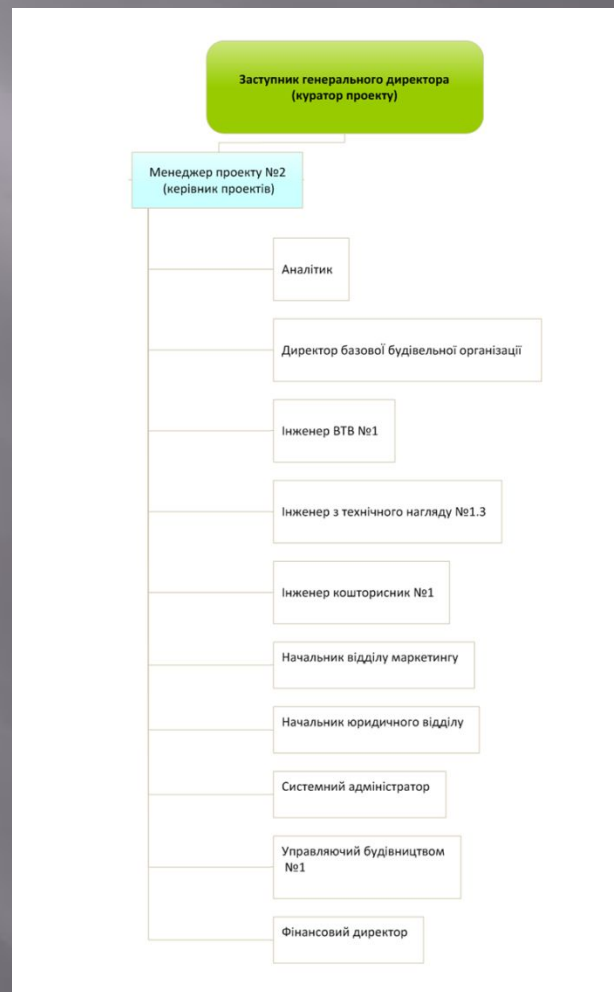 Заступник генерального директора
(куратор проекту)
Менеджер проекту №2
(керівник проектів)
Аналітик
Директор базової будівельної організації
Інженер ВТВ №1
Інженер з технічного нагляду №1.3
Інженер кошторисник №1
Начальник відділу маркетингу
Начальник юридичного відділу
Системний адміністратор
Управляючий будівництвом
№1
Фінансовий директор